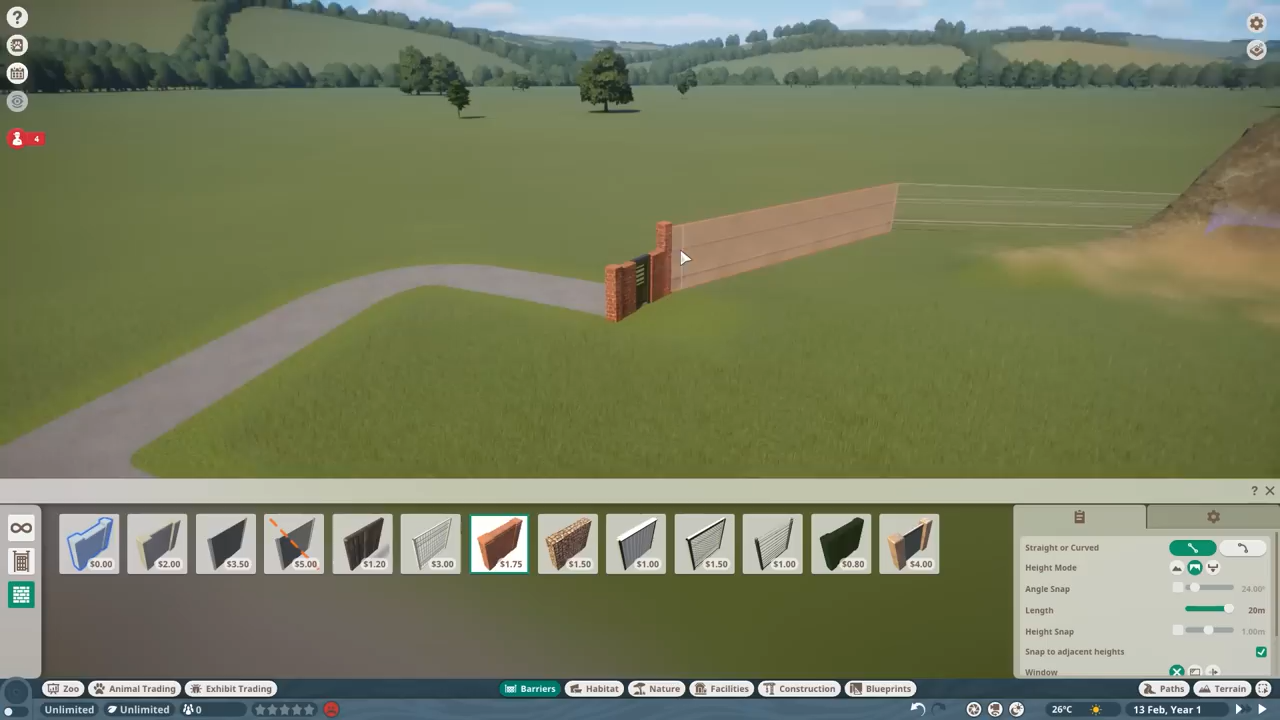 ?
4
? ×
$0.00 $2.00 $3.50 $5.00 $1.20 $3.00 $1.75 $1.50 $1.00 $1.50 $1.00 $0.80 $4.00
Straight or Curved
Height Mode
Angle Snap 24.00°
Length 20m
Height Snap 1.00m
Snap to adjacent heights
Window
Zoo Animal Trading Exhibit Trading Barriers Habitat Nature Facilities Construction Blueprints Paths Terrain
Unlimited Unlimited 0 26°C 13 Feb, Year 1